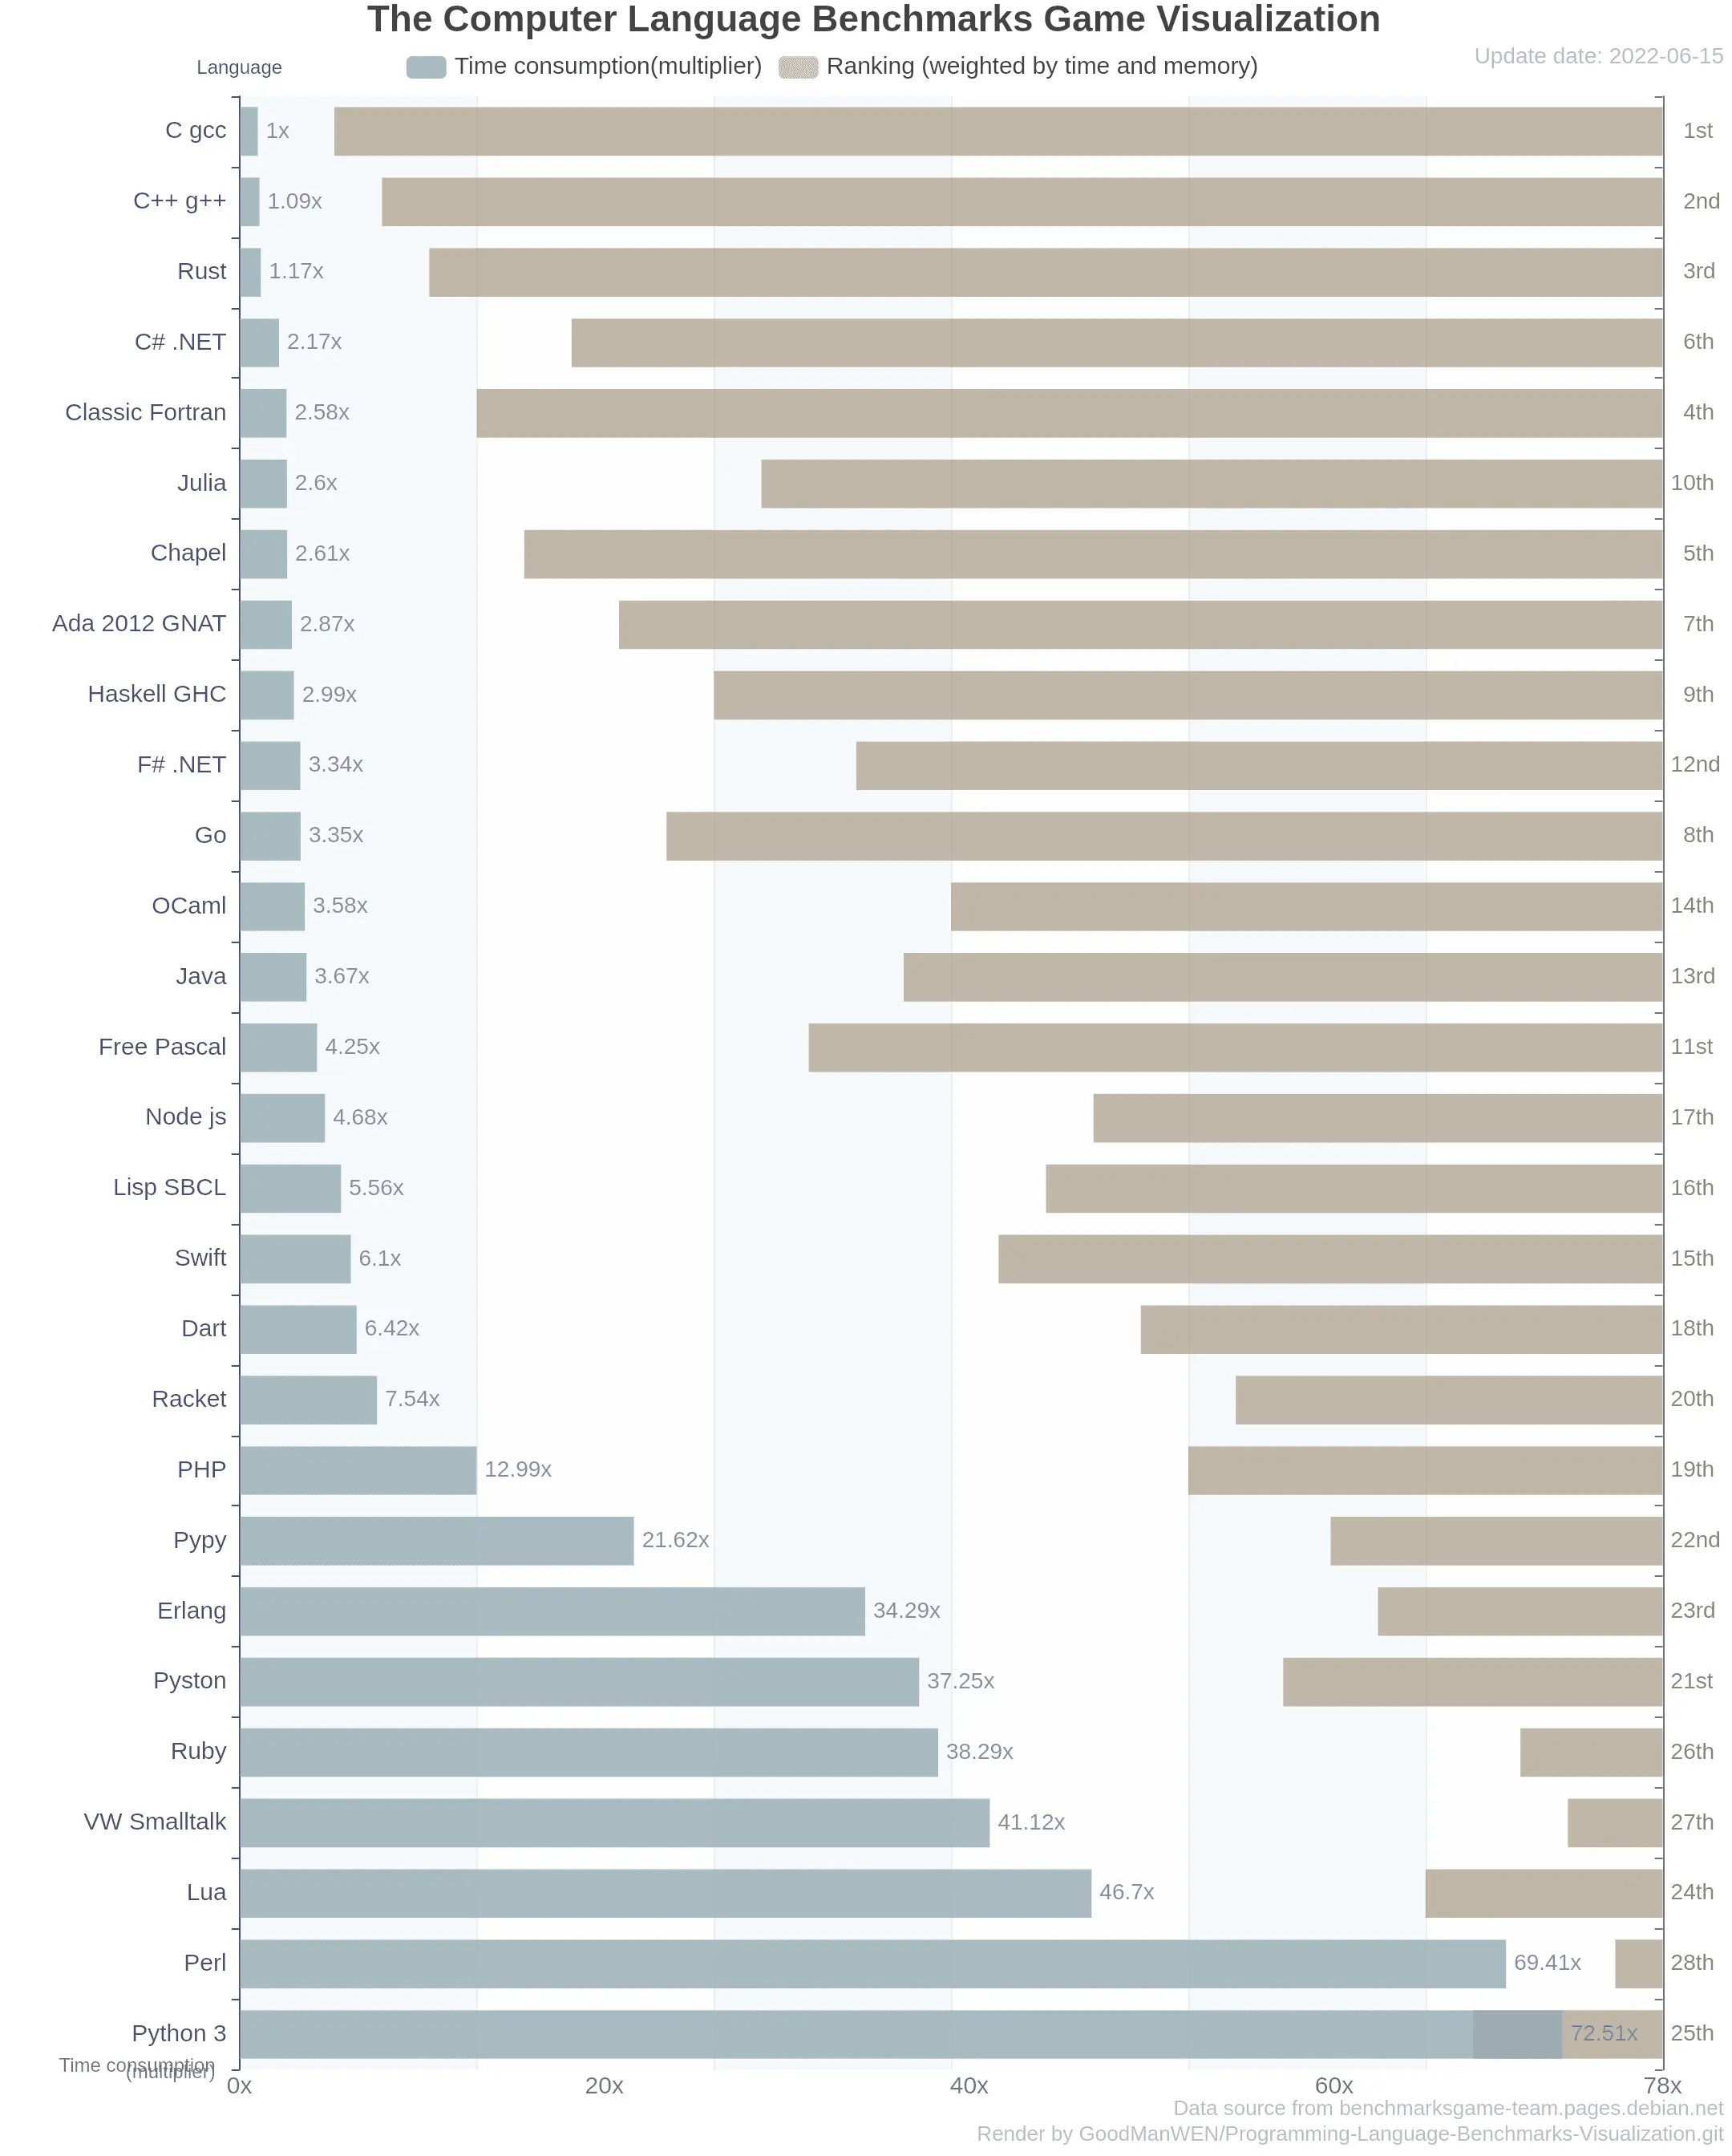 The Computer Language Benchmarks Game Visualization
Update date: 2022-06-15
Language Time consumption(multiplier) Ranking (weighted by time and memory)
C gcc 1x 1st
C++ g++ 1.09x 2nd
Rust 1.17x 3rd
C# .NET 2.17x 6th
Classic Fortran 2.58x 4th
Julia 2.6x 10th
Chapel 2.61x 5th
Ada 2012 GNAT 2.87x 7th
Haskell GHC 2.99x 9th
F# .NET 3.34x 12nd
Go 3.35x 8th
OCaml 3.58x 14th
Java 3.67x 13rd
Free Pascal 4.25x 11st
Node js 4.68x 17th
Lisp SBCL 5.56x 16th
Swift 6.1x 15th
Dart 6.42x 18th
Racket 7.54x 20th
PHP 12.99x 19th
Pypy 21.62x 22nd
Erlang 34.29x 23rd
Pyston 37.25x 21st
Ruby 38.29x 26th
VW Smalltalk 41.12x 27th
Lua 46.7x 24th
Perl 69.41x 28th
Python 3 72.51x 25th
Time consumption
(multiplier)
0x 20x 40x 60x 78x
Data source from benchmarksgame-team.pages.debian.net
Render by GoodManWEN/Programming-Language-Benchmarks-Visualization.git